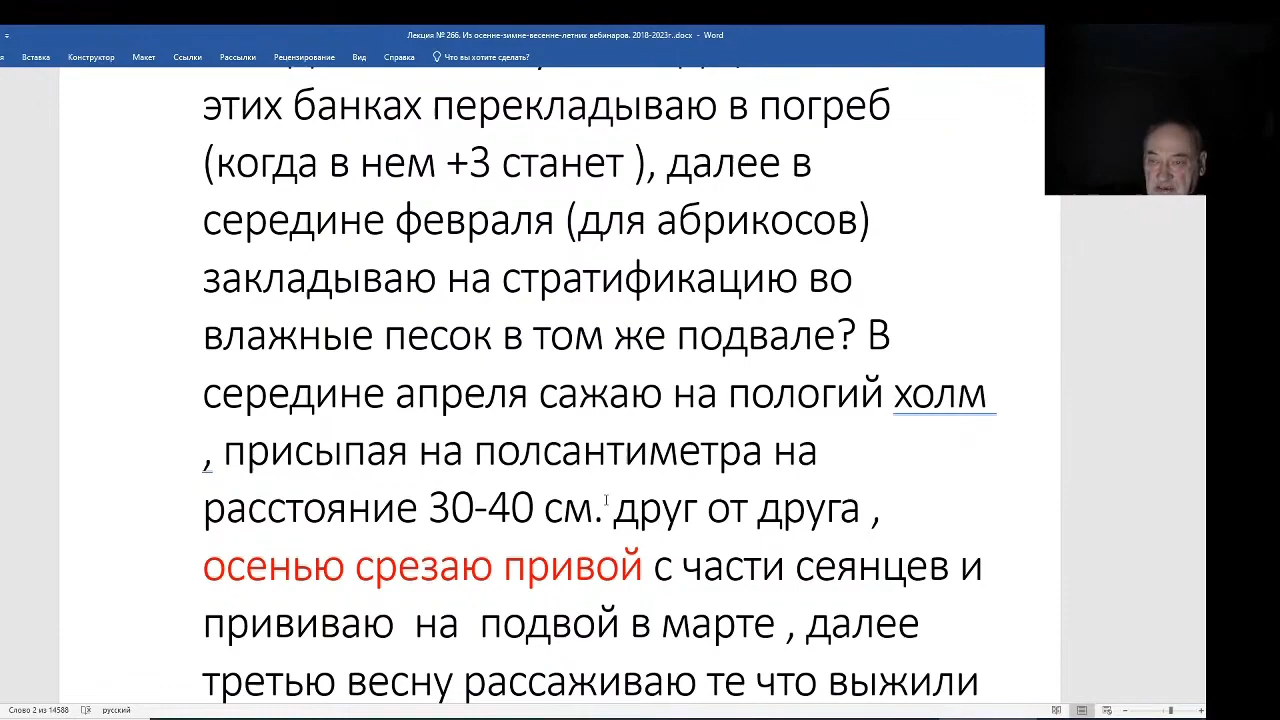 Лекция № 266. Из осенне-зимне-весенне-летних вебинаров. 2018-2023г..docx - Word
Вставка Конструктор Макет Ссылки Рассылки Рецензирование Вид Справка Что вы хотите сделать?
этих банках перекладываю в погреб
(когда в нем +3 станет ), далее в
середине февраля (для абрикосов)
закладываю на стратификацию во
влажные песок в том же подвале? В
середине апреля сажаю на пологий холм
, присыпая на полсантиметра на
расстояние 30-40 см. друг от друга ,
осенью срезаю привой с части сеянцев и
прививаю на подвой в марте , далее
третью весну рассаживаю те что выжили
Слово 2 из 14588 русский